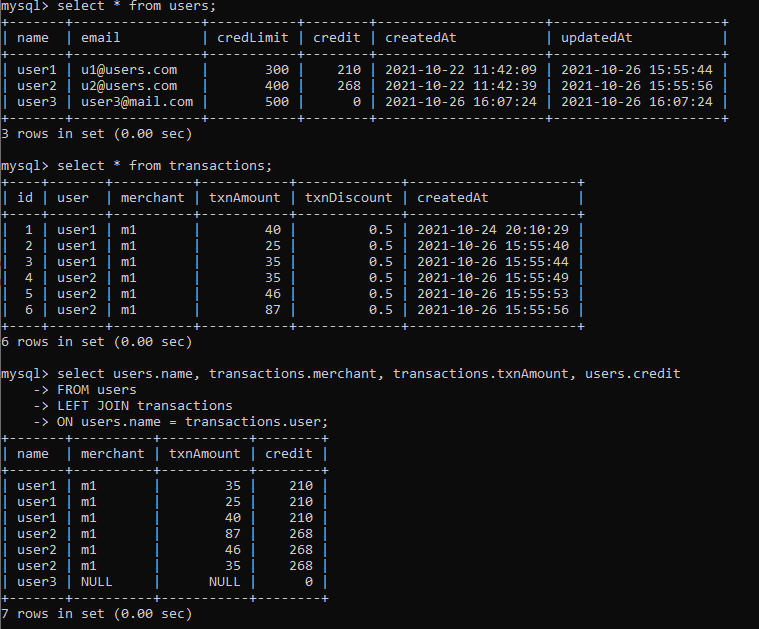 mysql> select * from users;
+-------+----------------+-----------+--------+---------------------+---------------------+
| name  | email          | credLimit | credit | createdAt           | updatedAt           |
+-------+----------------+-----------+--------+---------------------+---------------------+
| user1 | u1@users.com   |       300 |    210 | 2021-10-22 11:42:09 | 2021-10-26 15:55:44 |
| user2 | u2@users.com   |       400 |    268 | 2021-10-22 11:42:39 | 2021-10-26 15:55:56 |
| user3 | user3@mail.com |       500 |      0 | 2021-10-26 16:07:24 | 2021-10-26 16:07:24 |
+-------+----------------+-----------+--------+---------------------+---------------------+
3 rows in set (0.00 sec)
mysql> select * from transactions;
+----+-------+----------+-----------+-------------+---------------------+
| id | user  | merchant | txnAmount | txnDiscount | createdAt           |
+----+-------+----------+-----------+-------------+---------------------+
|  1 | user1 | m1       |        40 |         0.5 | 2021-10-24 20:10:29 |
|  2 | user1 | m1       |        25 |         0.5 | 2021-10-26 15:55:40 |
|  3 | user1 | m1       |        35 |         0.5 | 2021-10-26 15:55:44 |
|  4 | user2 | m1       |        35 |         0.5 | 2021-10-26 15:55:49 |
|  5 | user2 | m1       |        46 |         0.5 | 2021-10-26 15:55:53 |
|  6 | user2 | m1       |        87 |         0.5 | 2021-10-26 15:55:56 |
+----+-------+----------+-----------+-------------+---------------------+
6 rows in set (0.00 sec)
mysql> select users.name, transactions.merchant, transactions.txnAmount, users.credit
    -> FROM users
    -> LEFT JOIN transactions
    -> ON users.name = transactions.user;
+-------+----------+-----------+--------+
| name  | merchant | txnAmount | credit |
+-------+----------+-----------+--------+
| user1 | m1       |        35 |    210 |
| user1 | m1       |        25 |    210 |
| user1 | m1       |        40 |    210 |
| user2 | m1       |        87 |    268 |
| user2 | m1       |        46 |    268 |
| user2 | m1       |        35 |    268 |
| user3 | NULL     |      NULL |      0 |
+-------+----------+-----------+--------+
7 rows in set (0.00 sec)